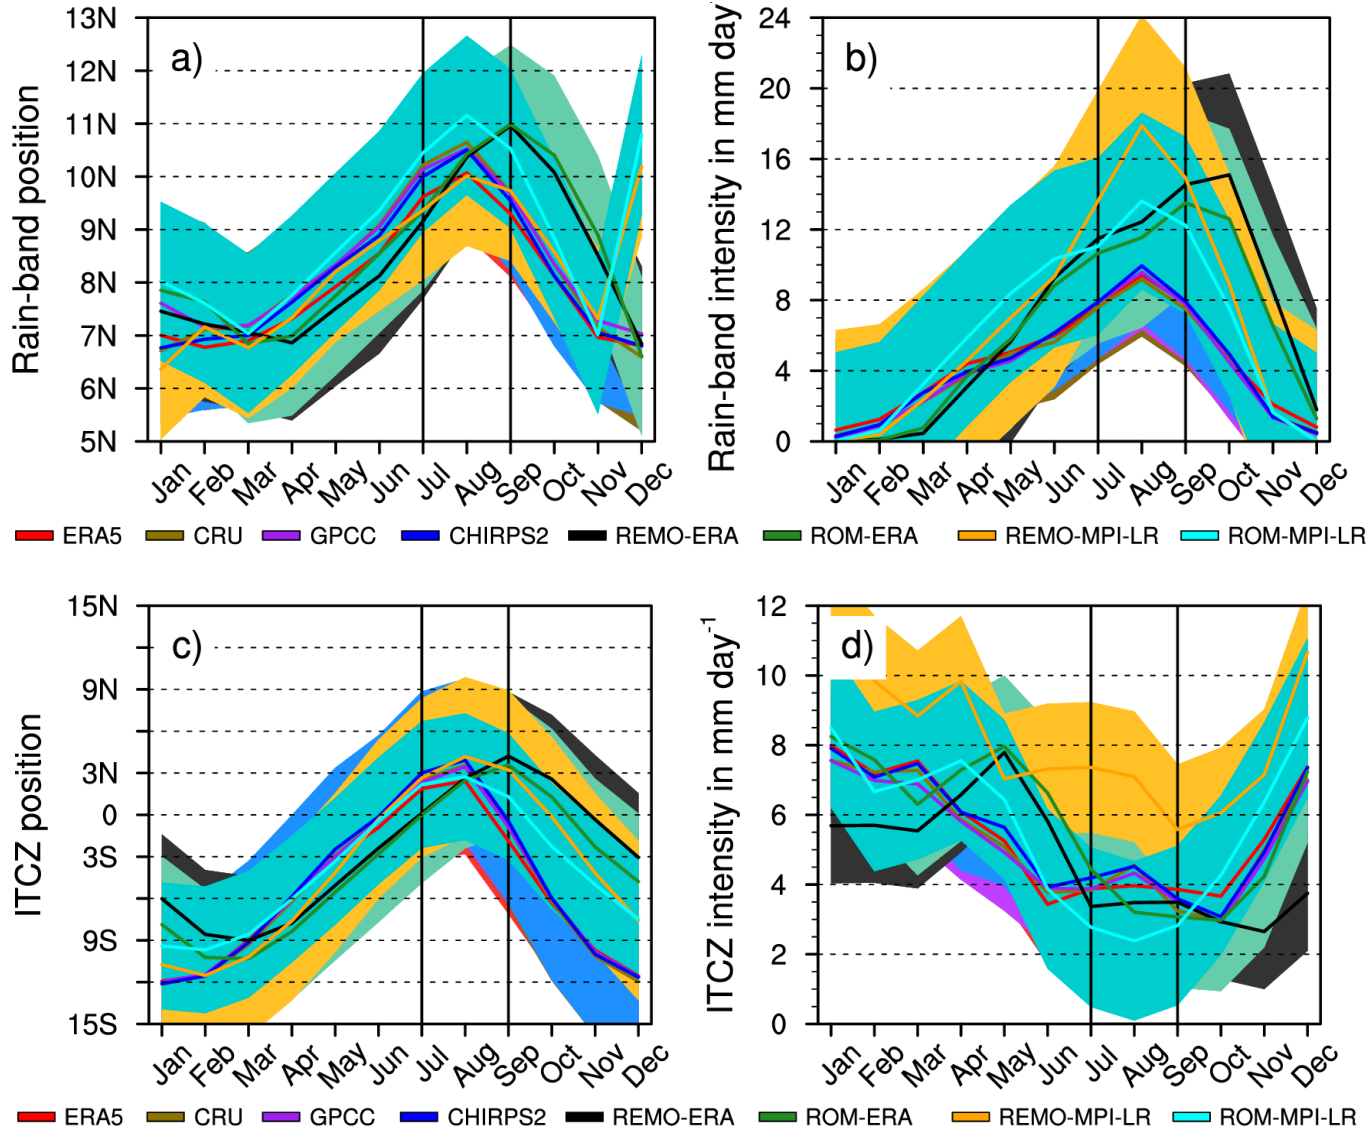 a)
Rain-band position
13N
12N
11N
10N
9N
8N
7N
6N
5N
Jan Feb Mar Apr May Jun Jul Aug Sep Oct Nov Dec
b)
Rain-band intensity in mm day
24
20
16
12
8
4
0
Jan Feb Mar Apr May Jun Jul Aug Sep Oct Nov Dec
ERA5 CRU GPCC CHIRPS2 REMO-ERA ROM-ERA REMO-MPI-LR ROM-MPI-LR
c)
ITCZ position
15N
9N
3N
0
3S
9S
15S
Jan Feb Mar Apr May Jun Jul Aug Sep Oct Nov Dec
d)
ITCZ intensity in mm day⁻¹
12
10
8
6
4
2
0
Jan Feb Mar Apr May Jun Jul Aug Sep Oct Nov Dec
ERA5 CRU GPCC CHIRPS2 REMO-ERA ROM-ERA REMO-MPI-LR ROM-MPI-LR